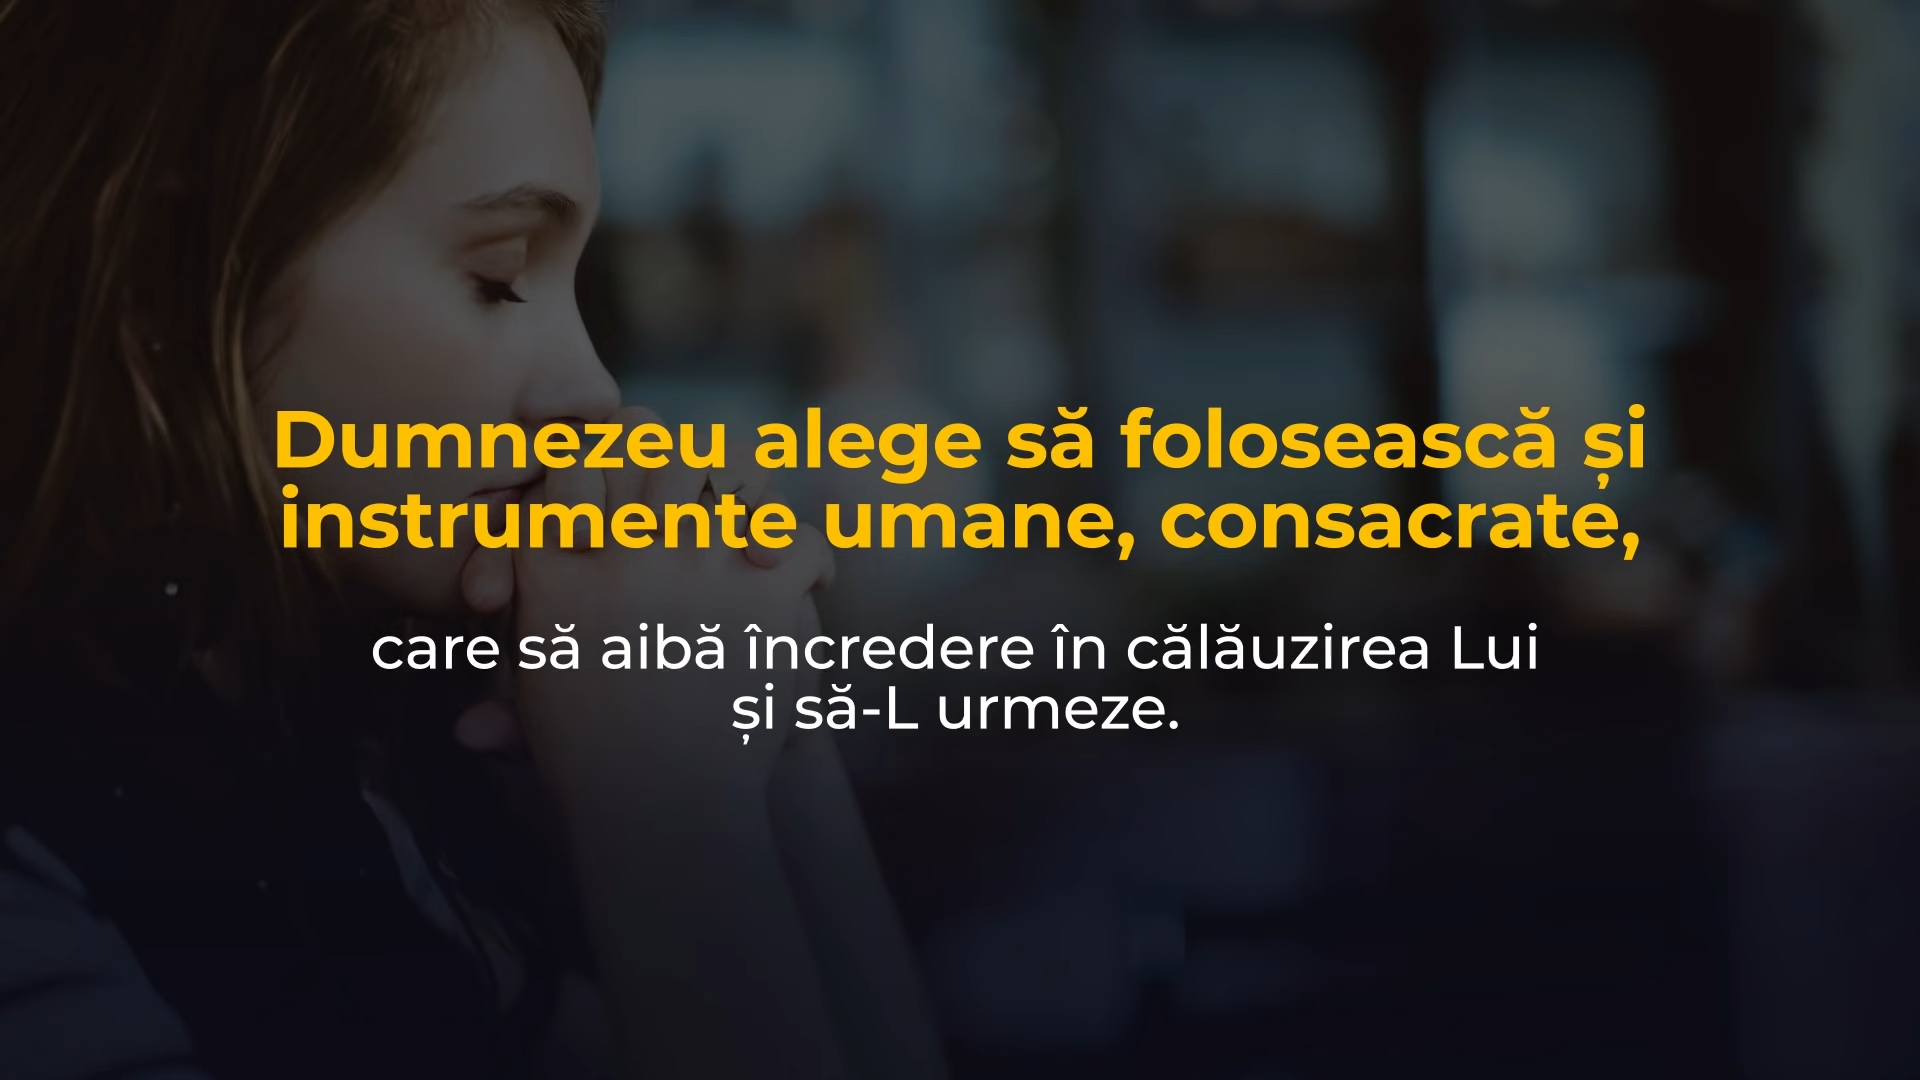 Dumnezeu alege să folosească și
instrumente umane, consacrate,
care să aibă încredere în călăuzirea Lui
și să-L urmeze.